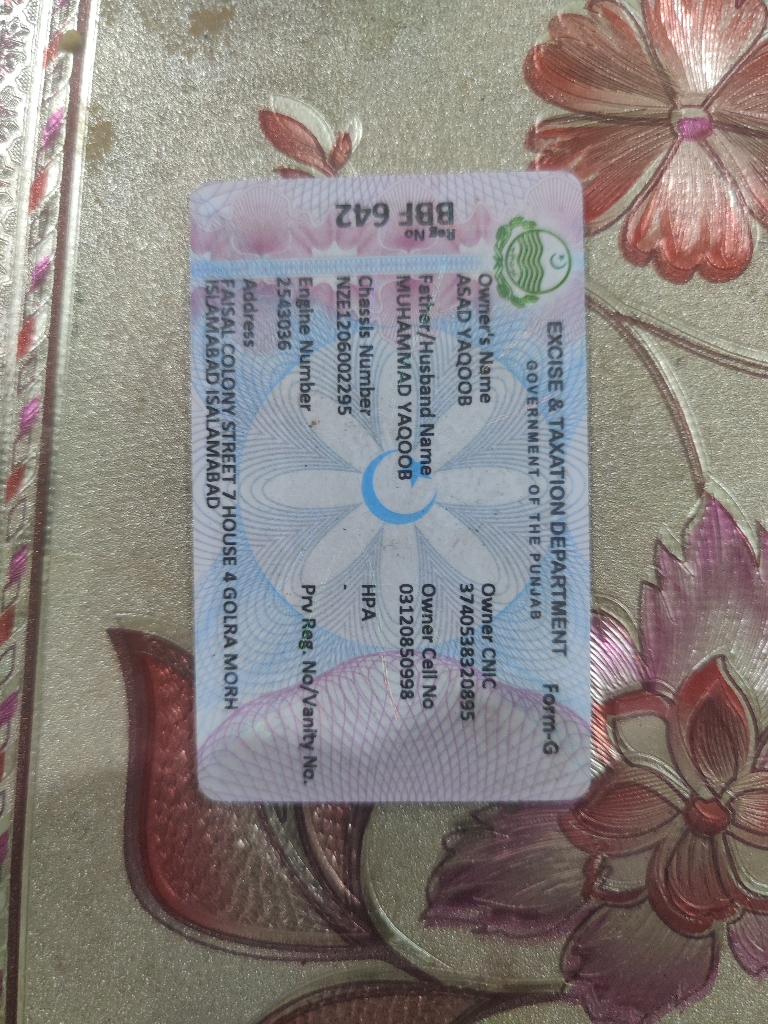 EXCISE & TAXATION DEPARTMENT
Form-G
GOVERNMENT OF THE PUNJAB
Reg No
BBF 642
Owner's Name
ASAD YAQOOB
Owner CNIC
3740538320895
Father/Husband Name
MUHAMMAD YAQOOB
Owner Cell No
03120850998
Chassis Number
NZE1206002295
HPA
-
Engine Number
2543036
Prv Reg. No/Vanity No.
Address
FAISAL COLONY STREET 7 HOUSE 4 GOLRA MORH
ISLAMABAD ISALAMABAD